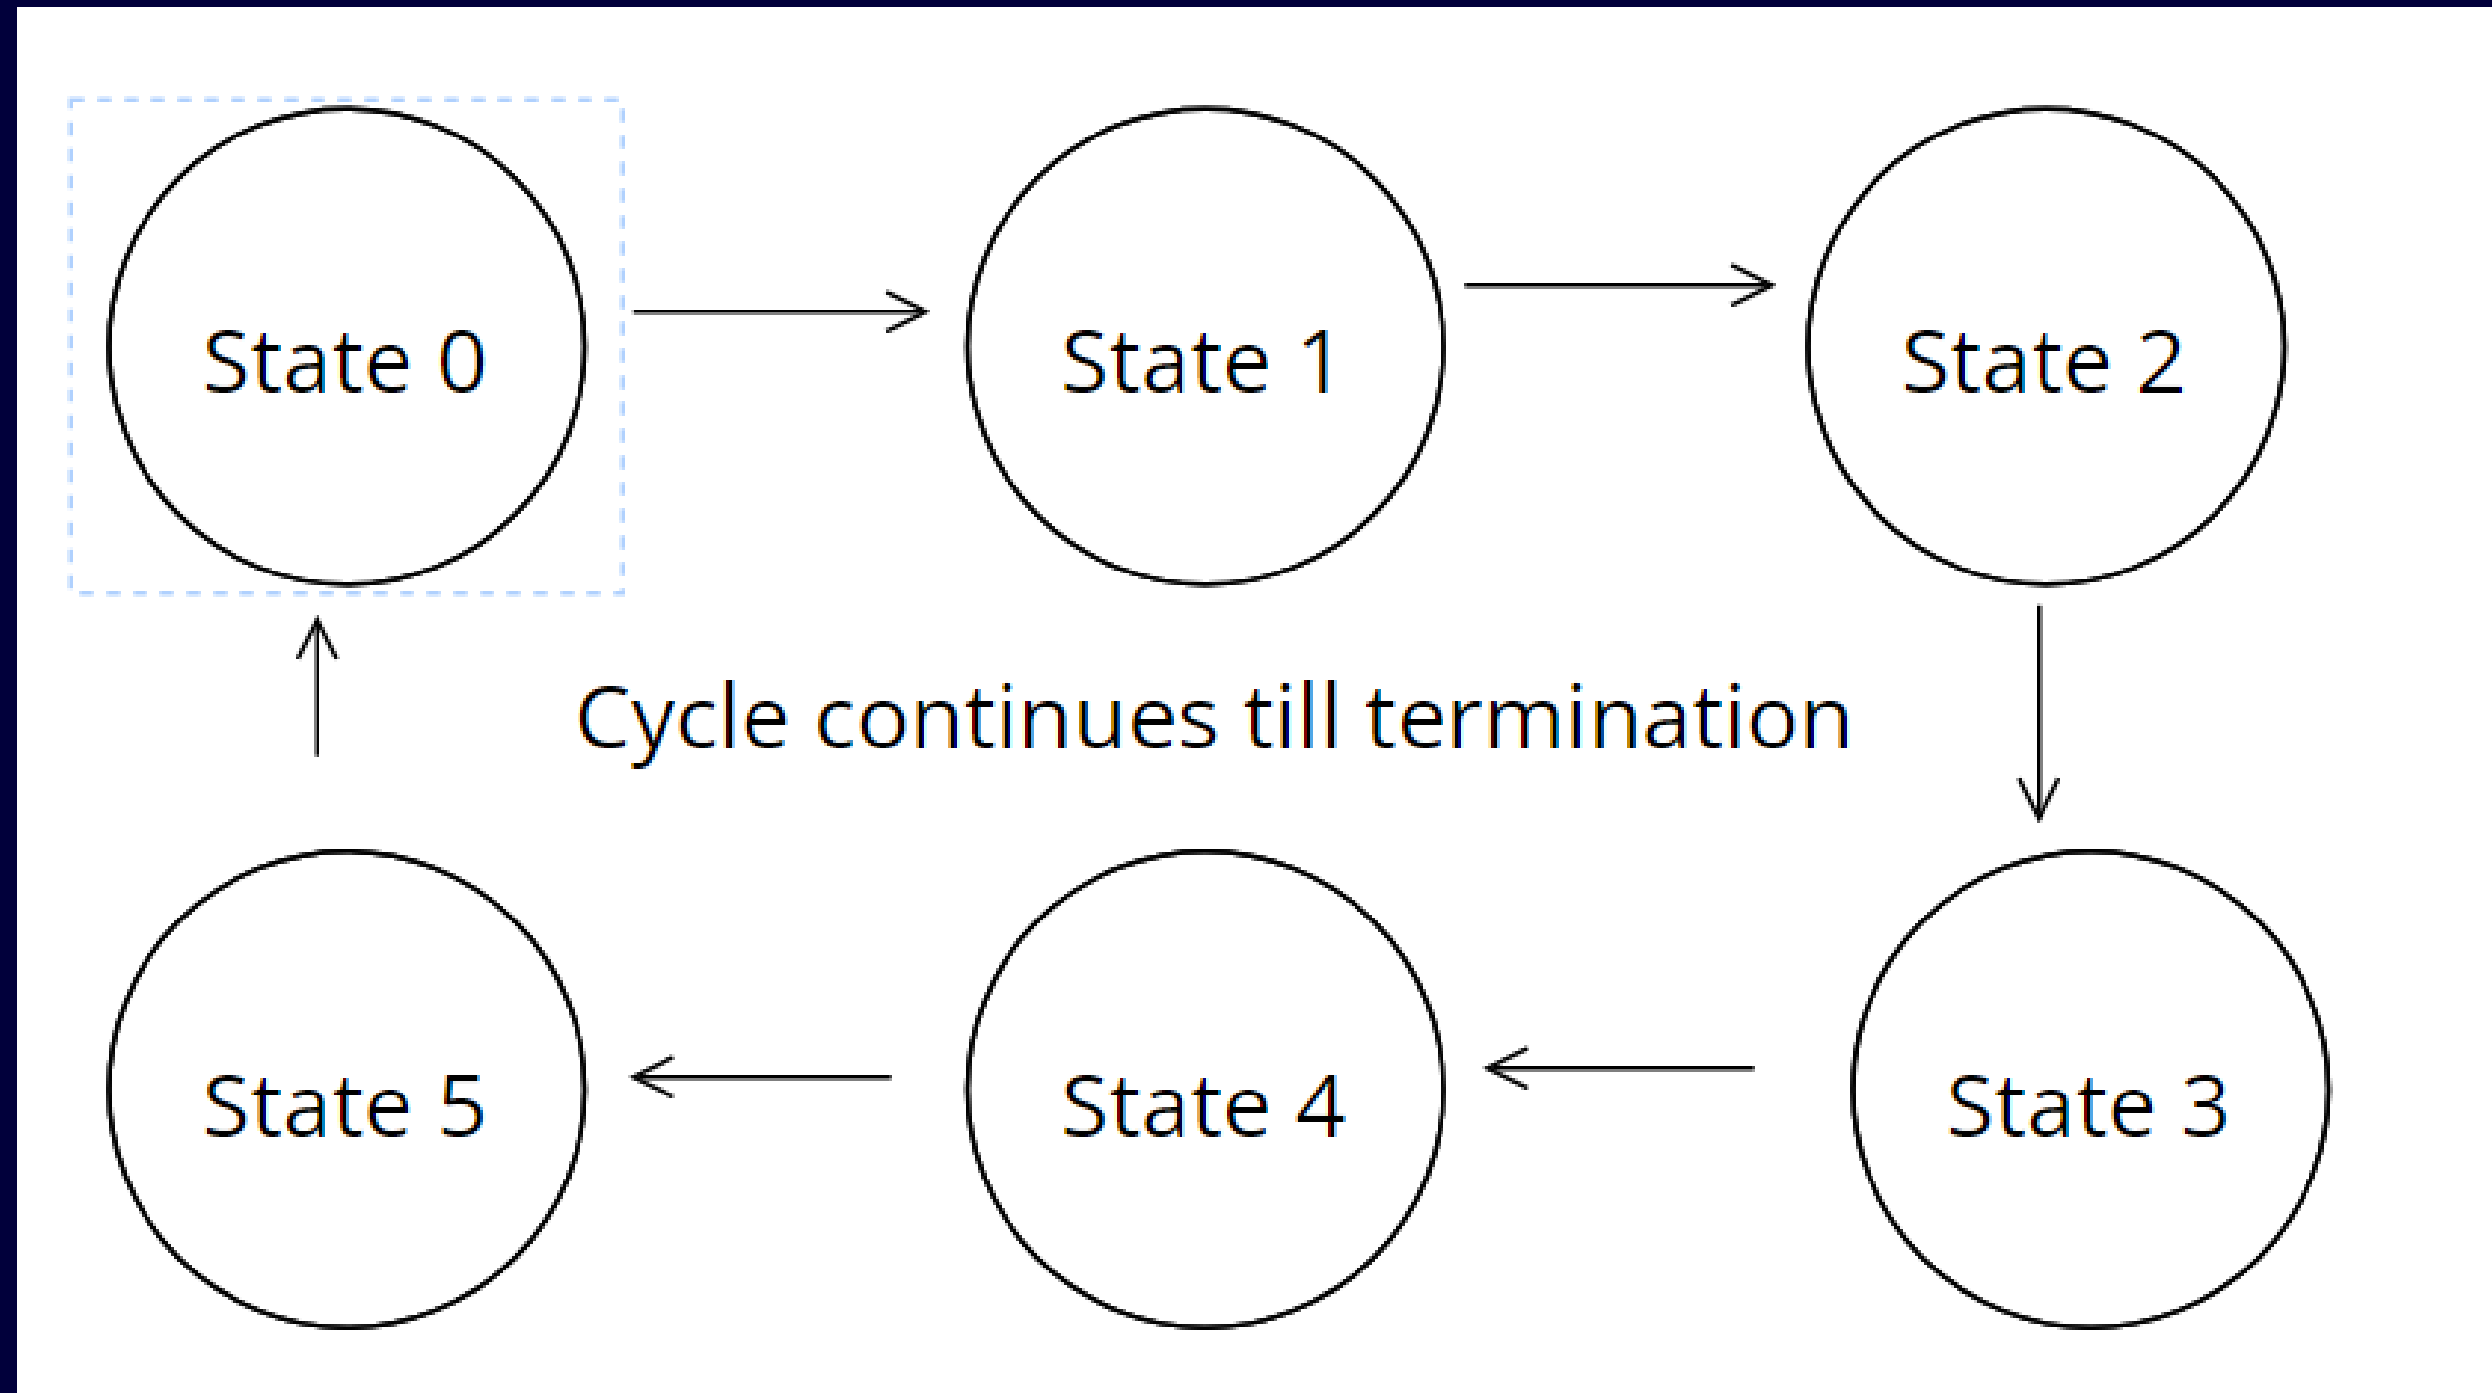 State 0
State 1
State 2
Cycle continues till termination
State 5
State 4
State 3